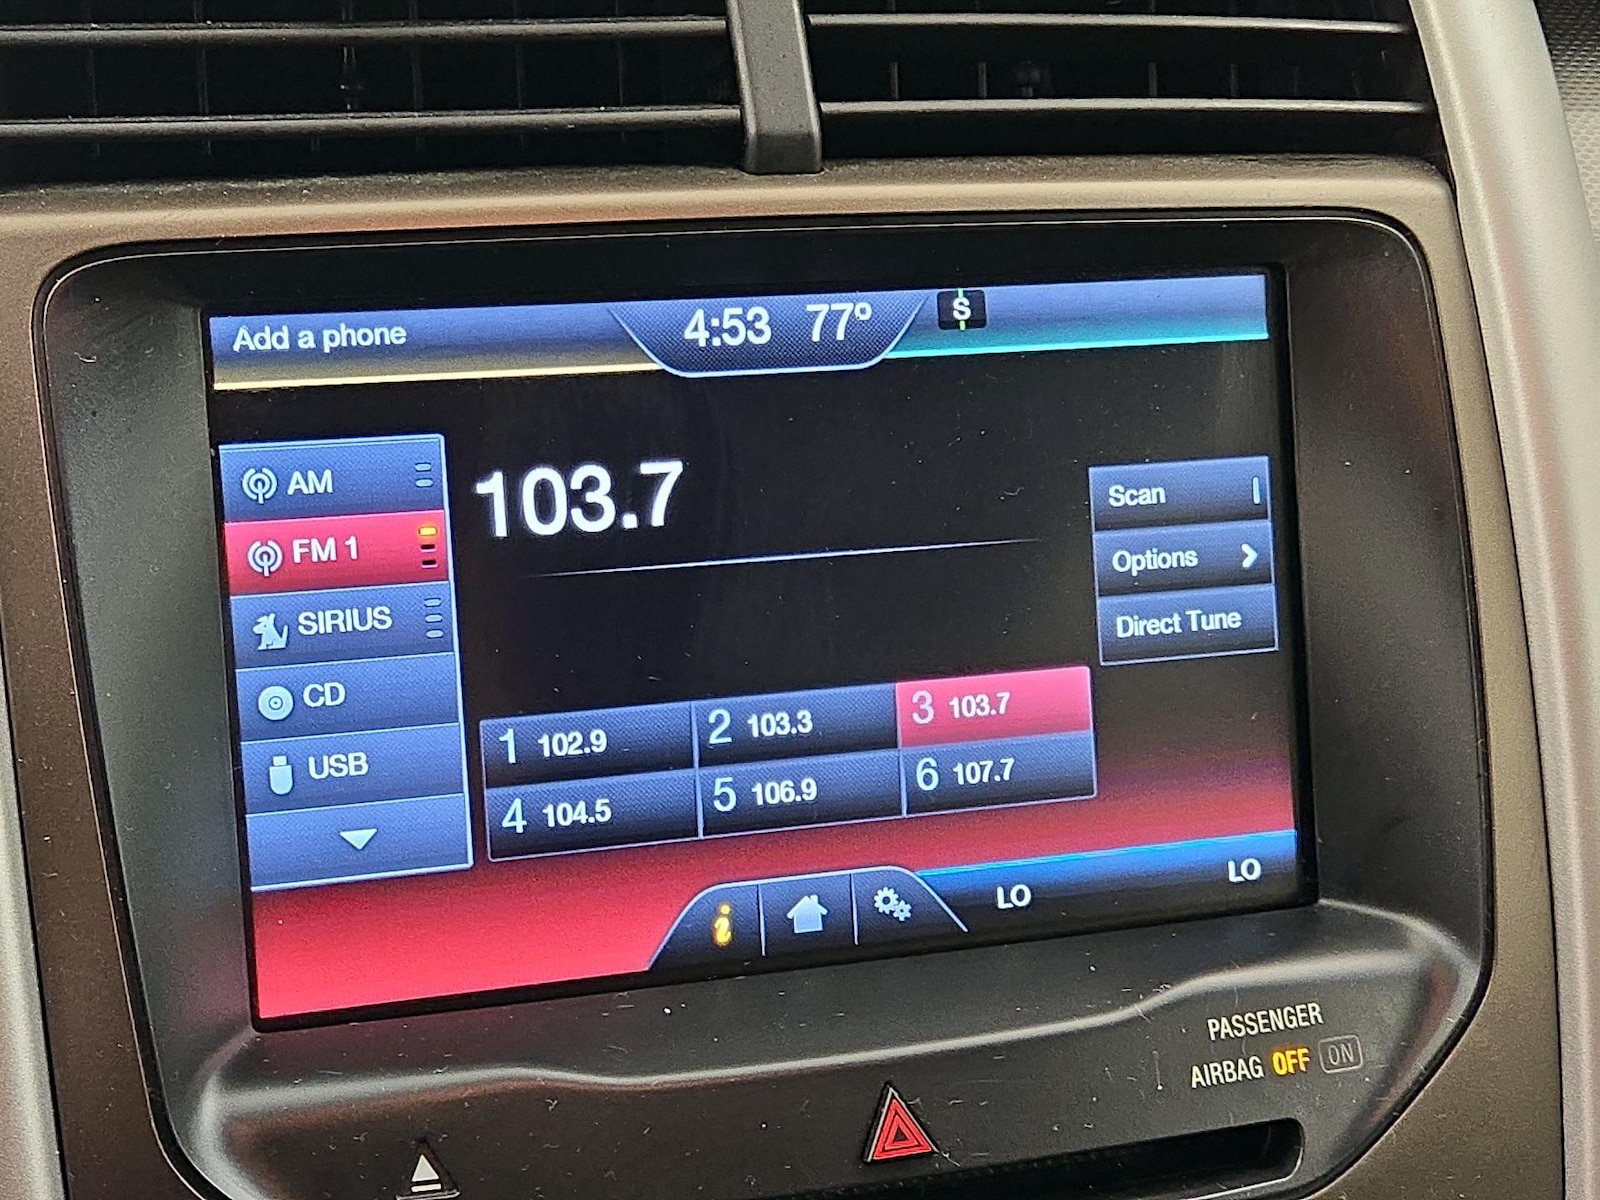 Add a phone
4:53 77°
S
AM
FM 1
SIRIUS
CD
USB
103.7
Scan
Options
Direct Tune
1 102.9
2 103.3
3 103.7
4 104.5
5 106.9
6 107.7
i
LO
LO
PASSENGER
AIRBAG OFF ON